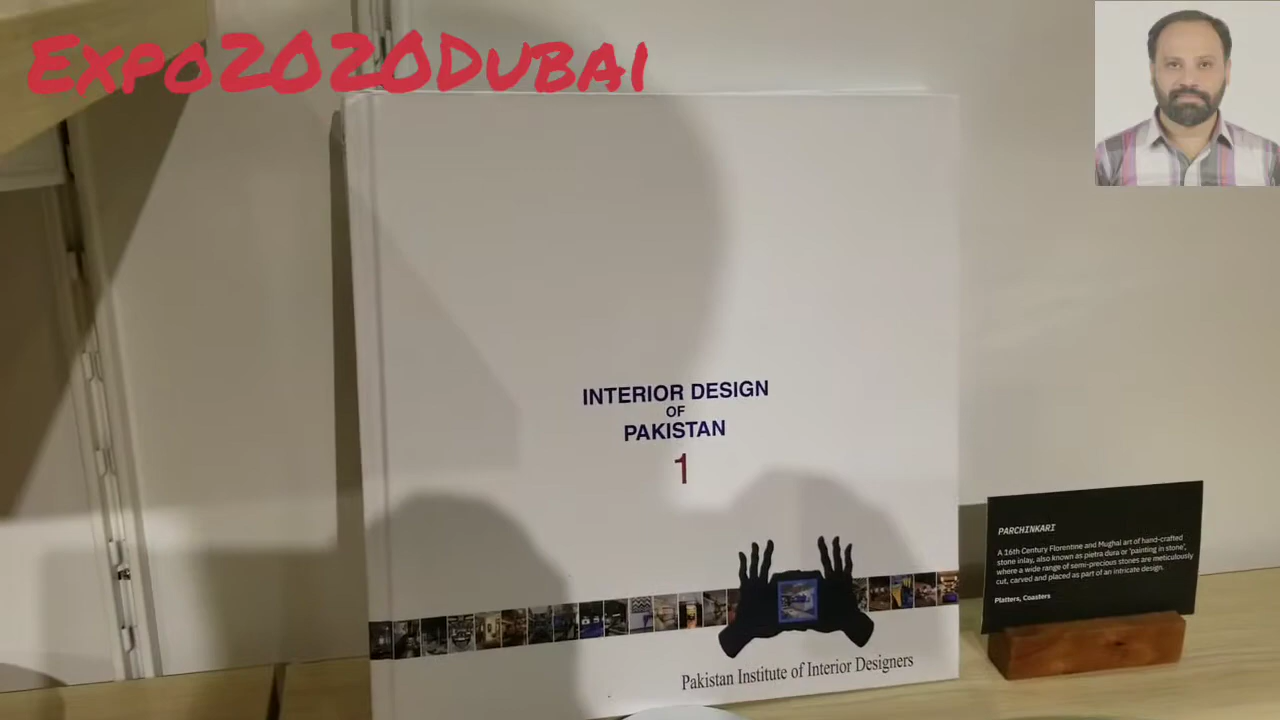 Expo2020Dubai
INTERIOR DESIGN
OF
PAKISTAN
1
Pakistan Institute of Interior Designers
PARCHINKARI
A 16th Century Florentine and Mughal art of hand-crafted
stone inlay, also known as pietra dura or 'painting in stone',
where a wide range of semi-precious stones are meticulously
cut, carved and placed as part of an intricate design.
Platters, Coasters